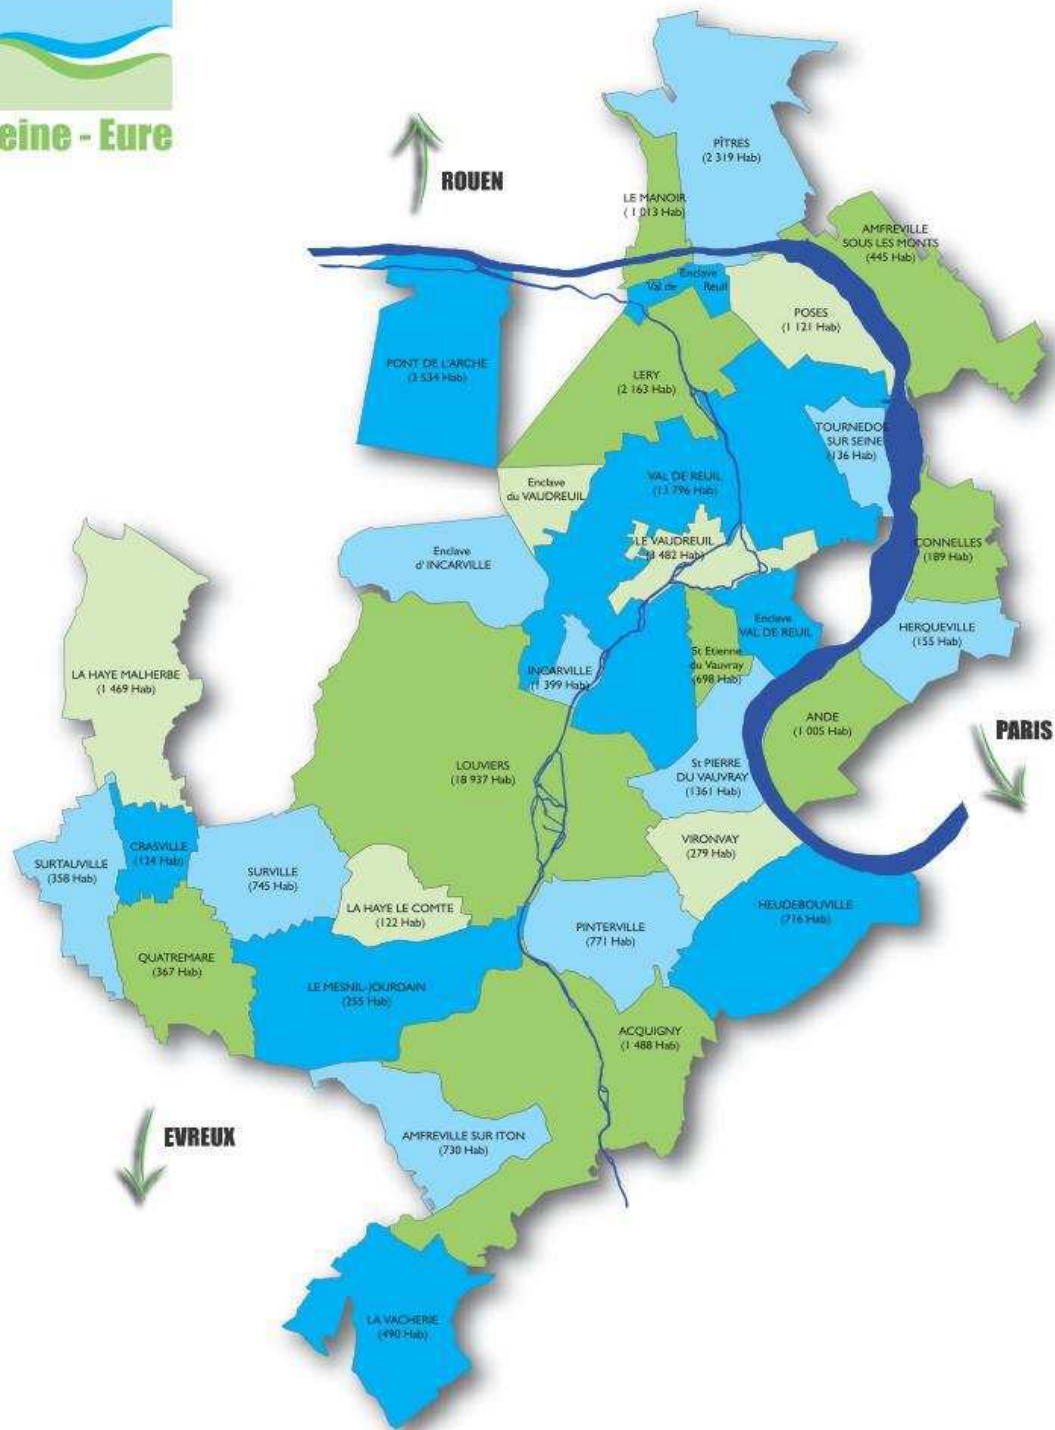 eine - Eure
ROUEN
PÎTRES
(2 319 Hab)
LE MANOIR
(1 013 Hab)
AMFREVILLE
SOUS LES MONTS
(445 Hab)
Enclave
Val de Reuil
POSES
(1 121 Hab)
PONT DE L'ARCHE
(3 534 Hab)
LERY
(2 163 Hab)
TOURNEDOS
SUR SEINE
(136 Hab)
VAL DE REUIL
(13 796 Hab)
Enclave
du VAUDREUIL
LE VAUDREUIL
(3 482 Hab)
Enclave
d' INCARVILLE
CONNELLES
(189 Hab)
Enclave
VAL DE REUIL
HERQUEVILLE
(155 Hab)
LA HAYE MALHERBE
(1 469 Hab)
INCARVILLE
(1 399 Hab)
St Etienne
du Vauvray
(698 Hab)
ANDE
(1 005 Hab)
PARIS
LOUVIERS
(18 937 Hab)
St PIERRE
DU VAUVRAY
(1361 Hab)
VIRONVAY
(279 Hab)
CRASVILLE
(124 Hab)
SURTAUVILLE
(358 Hab)
SURVILLE
(745 Hab)
LA HAYE LE COMTE
(122 Hab)
HEUDEBOUVILLE
(716 Hab)
PINTERVILLE
(771 Hab)
QUATREMARE
(367 Hab)
LE MESNIL-JOURDAIN
(255 Hab)
ACQUIGNY
(1 488 Hab)
EVREUX
AMFREVILLE SUR ITON
(730 Hab)
LA VACHERIE
(490 Hab)